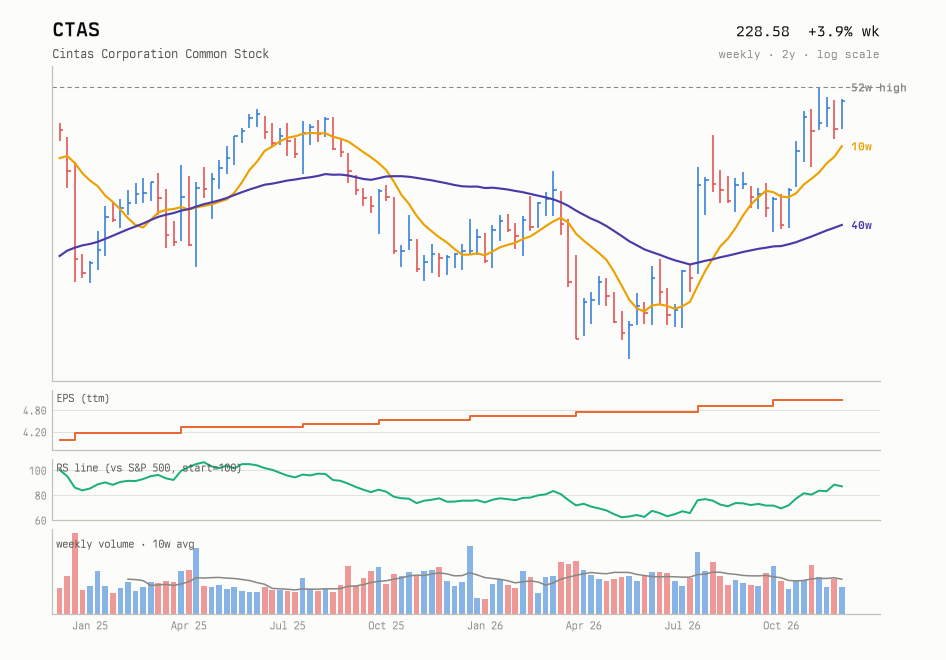 CTAS
228.58 +3.9% wk
Cintas Corporation Common Stock
weekly · 2y · log scale
52w high
10w
40w
EPS (ttm)
4.80
4.20
RS line (vs S&P 500, start=100)
100
80
60
weekly volume · 10w avg
Jan 25 Apr 25 Jul 25 Oct 25 Jan 26 Apr 26 Jul 26 Oct 26